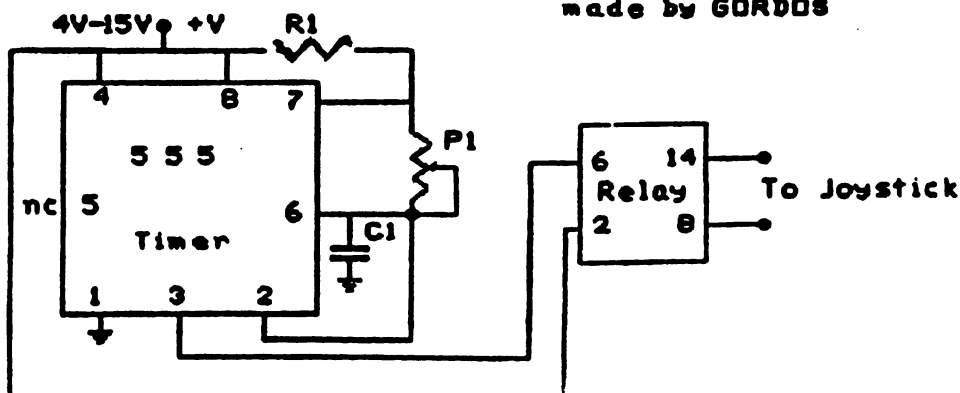 made by GORDOS
4V-15V +V R1
4 8 7
P1
5 5 5
6 14
Relay
To Joystick
nc 5 6
2 8
C1
Timer
1 3 2